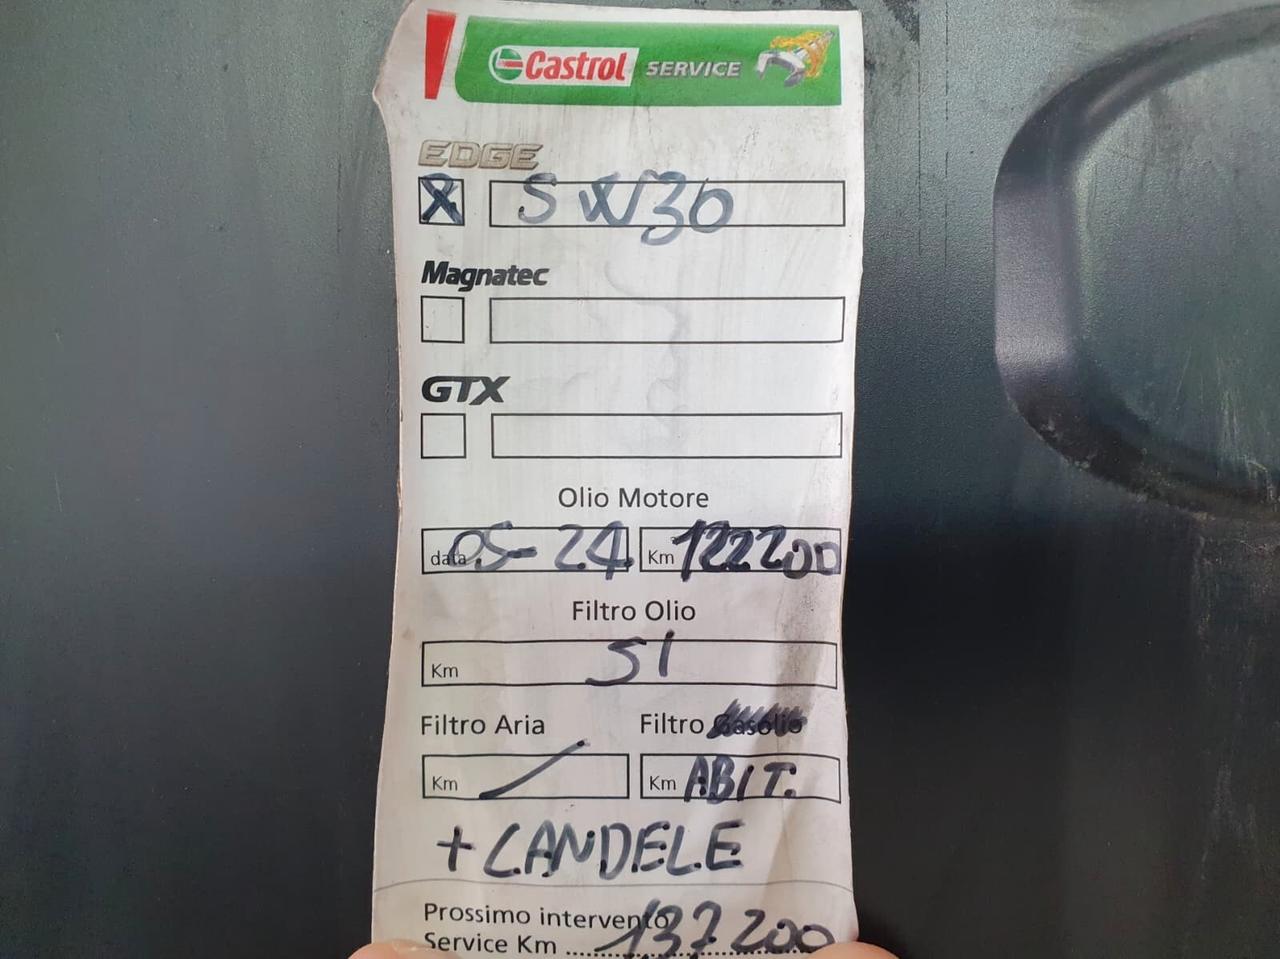 Castrol SERVICE
EDGE
X 5W30
Magnatec
GTX
Olio Motore
data 05-24 Km 122200
Filtro Olio
Km SI
Filtro Aria Filtro Gasolio
Km Km ABIT.
+ CANDELE
Prossimo intervento
Service Km 137200